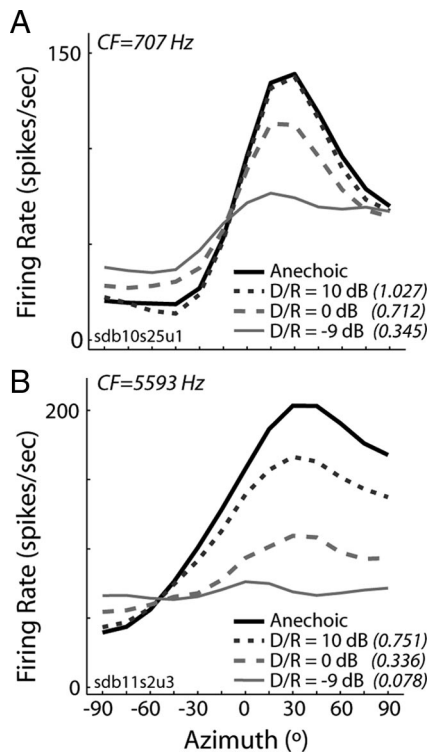 A
CF=707 Hz
150
Firing Rate (spikes/sec)
Anechoic
D/R = 10 dB (1.027)
D/R = 0 dB (0.712)
D/R = -9 dB (0.345)
0
sdb10s25u1
B
CF=5593 Hz
200
Firing Rate (spikes/sec)
Anechoic
D/R = 10 dB (0.751)
D/R = 0 dB (0.336)
D/R = -9 dB (0.078)
sdb11s2u3
0
-90 -60 -30 0 30 60 90
Azimuth (º)